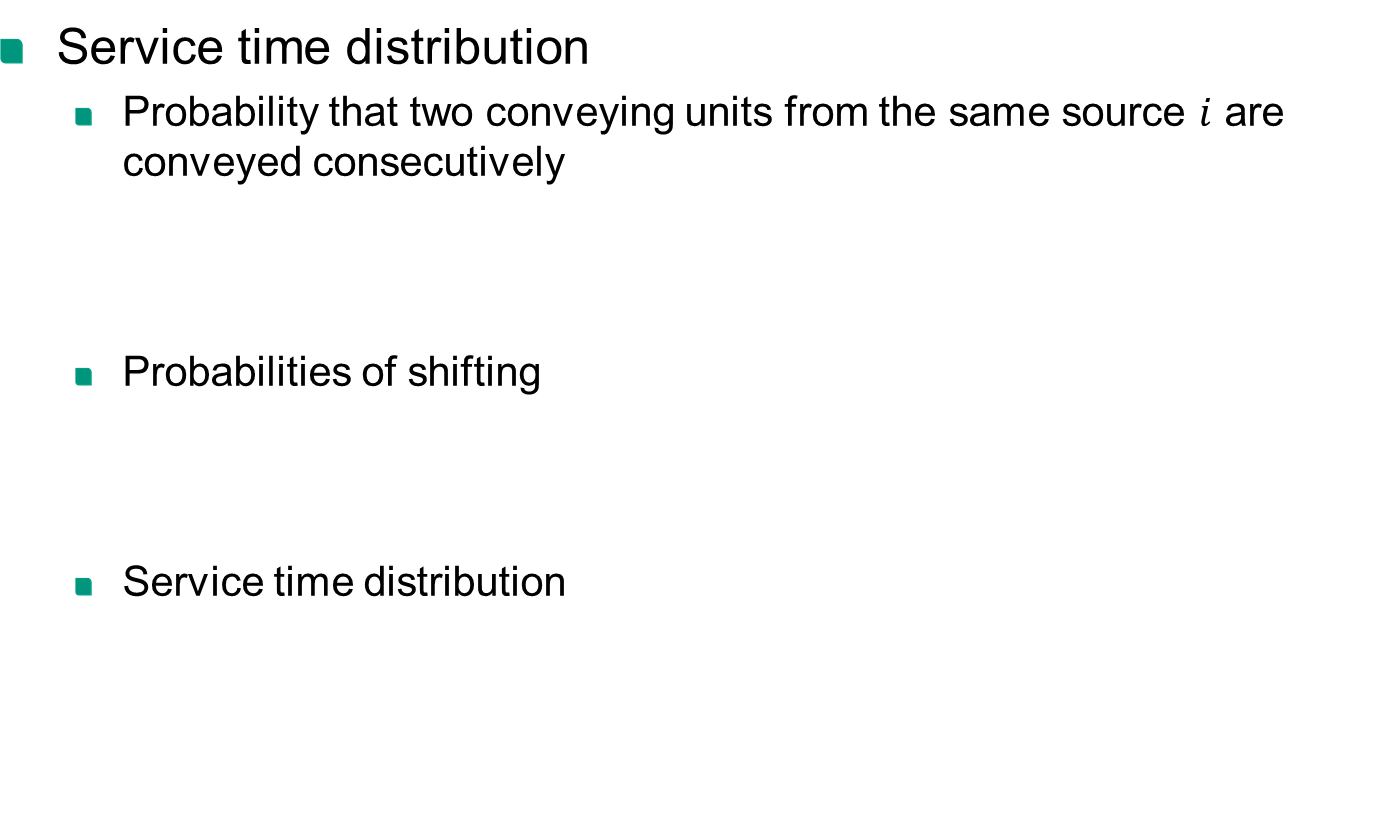 Service time distribution
Probability that two conveying units from the same source i are
conveyed consecutively
Probabilities of shifting
Service time distribution